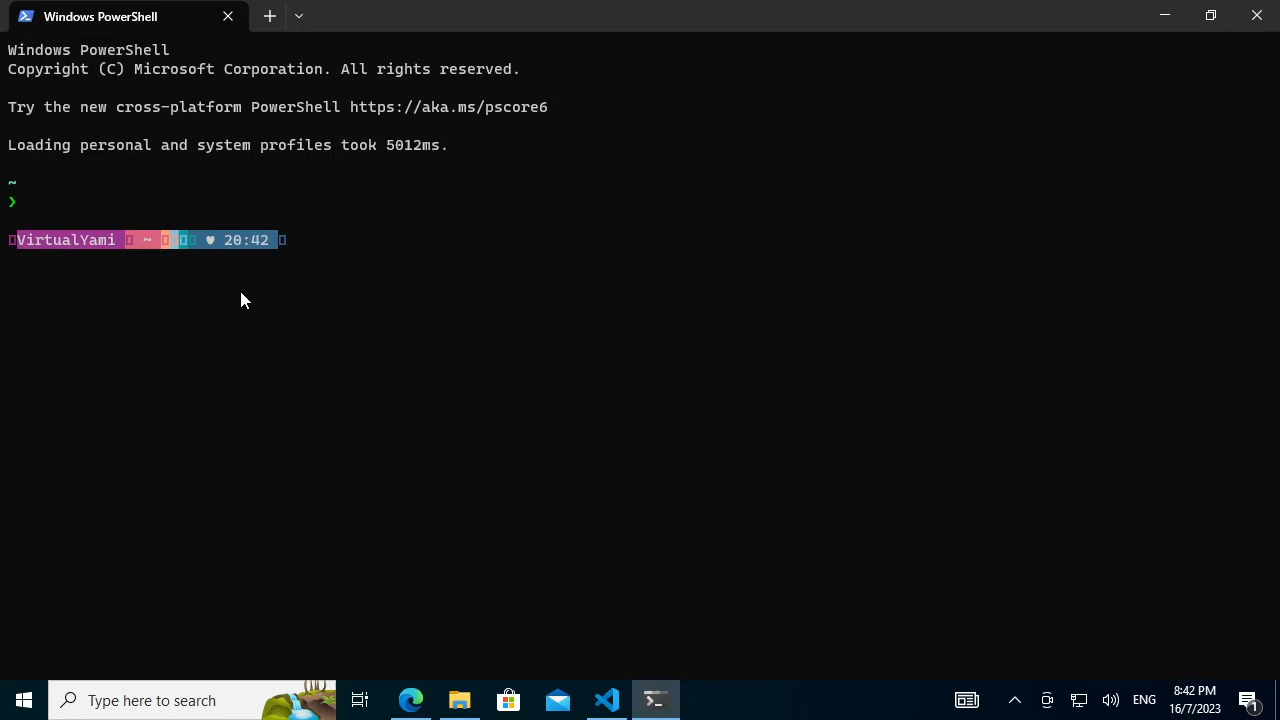 Windows PowerShell
Windows PowerShell
Copyright (C) Microsoft Corporation. All rights reserved.
Try the new cross-platform PowerShell https://aka.ms/pscore6
Loading personal and system profiles took 5012ms.
~
❯
VirtualYami ~ ♥ 20:42
Type here to search
ENG
8:42 PM
16/7/2023
1